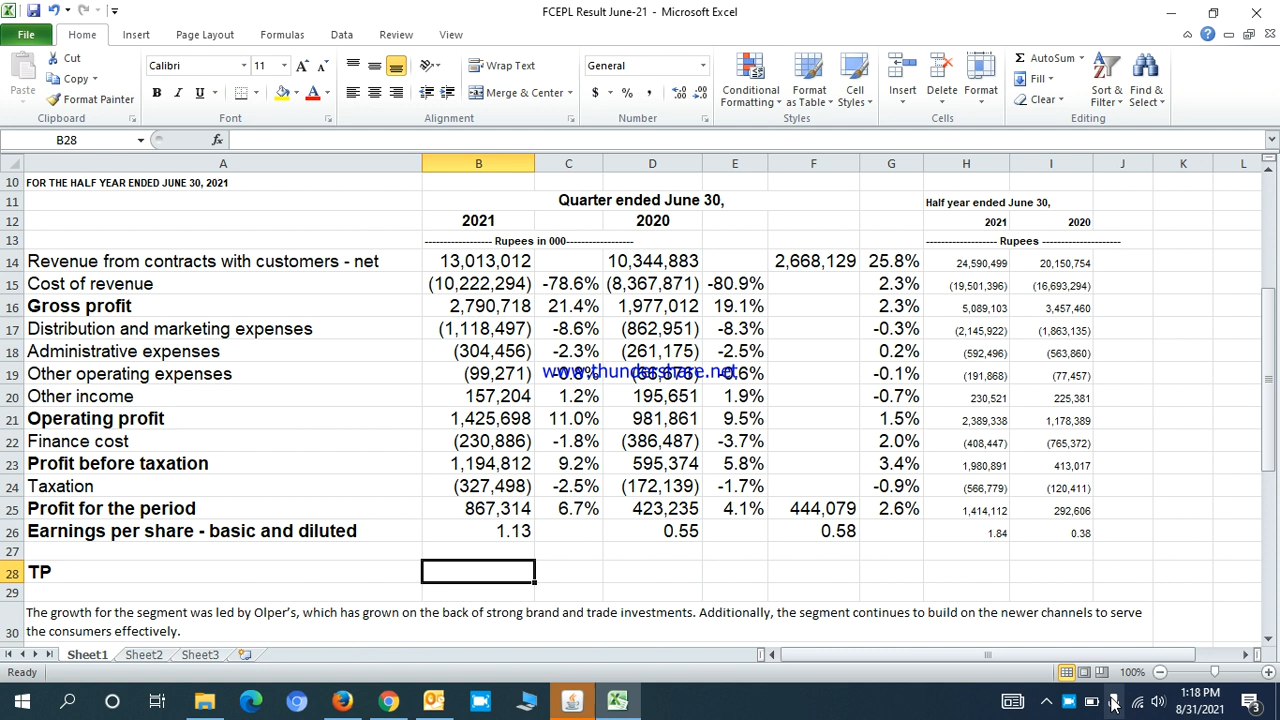 FCEPL Result June-21 - Microsoft Excel
File Home Insert Page Layout Formulas Data Review View
Cut
Copy
Format Painter
Paste
Clipboard
Calibri 11
B I U
Font
Wrap Text
Merge & Center
Alignment
General
$ % ,
Number
Conditional Formatting
Format as Table
Cell Styles
Styles
Insert Delete Format
Cells
AutoSum
Fill
Clear
Sort & Filter
Find & Select
Editing
B28 fx
A B C D E F G H I J K L
10 FOR THE HALF YEAR ENDED JUNE 30, 2021
11 Quarter ended June 30, Half year ended June 30,
12 2021 2020 2021 2020
13 ------------------ Rupees in 000------------------ ------------------- Rupees --------------------
14 Revenue from contracts with customers - net 13,013,012 10,344,883 2,668,129 25.8% 24,590,499 20,150,754
15 Cost of revenue (10,222,294) -78.6% (8,367,871) -80.9% 2.3% (19,501,396) (16,693,294)
16 Gross profit 2,790,718 21.4% 1,977,012 19.1% 2.3% 5,089,103 3,457,460
17 Distribution and marketing expenses (1,118,497) -8.6% (862,951) -8.3% -0.3% (2,145,922) (1,863,135)
18 Administrative expenses (304,456) -2.3% (261,175) -2.5% 0.2% (592,496) (563,860)
19 Other operating expenses (99,271) -0.8% (66,676) -0.6% -0.1% (191,868) (77,457)
www.thundershare.net
20 Other income 157,204 1.2% 195,651 1.9% -0.7% 230,521 225,381
21 Operating profit 1,425,698 11.0% 981,861 9.5% 1.5% 2,389,338 1,178,389
22 Finance cost (230,886) -1.8% (386,487) -3.7% 2.0% (408,447) (765,372)
23 Profit before taxation 1,194,812 9.2% 595,374 5.8% 3.4% 1,980,891 413,017
24 Taxation (327,498) -2.5% (172,139) -1.7% -0.9% (566,779) (120,411)
25 Profit for the period 867,314 6.7% 423,235 4.1% 444,079 2.6% 1,414,112 292,606
26 Earnings per share - basic and diluted 1.13 0.55 0.58 1.84 0.38
27
28 TP
29
The growth for the segment was led by Olper's, which has grown on the back of strong brand and trade investments. Additionally, the segment continues to build on the newer channels to serve
30 the consumers effectively.
Sheet1 Sheet2 Sheet3
Ready 100%
1:18 PM
8/31/2021
3